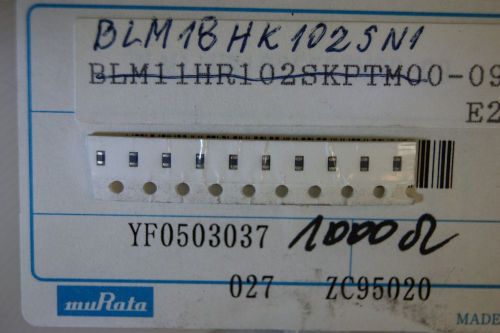 BLM18HK102SN1
BLM11HR102SKPTM00-09
E2
YF0503037 1000Ω
027 ZC95020
muRata
MADE